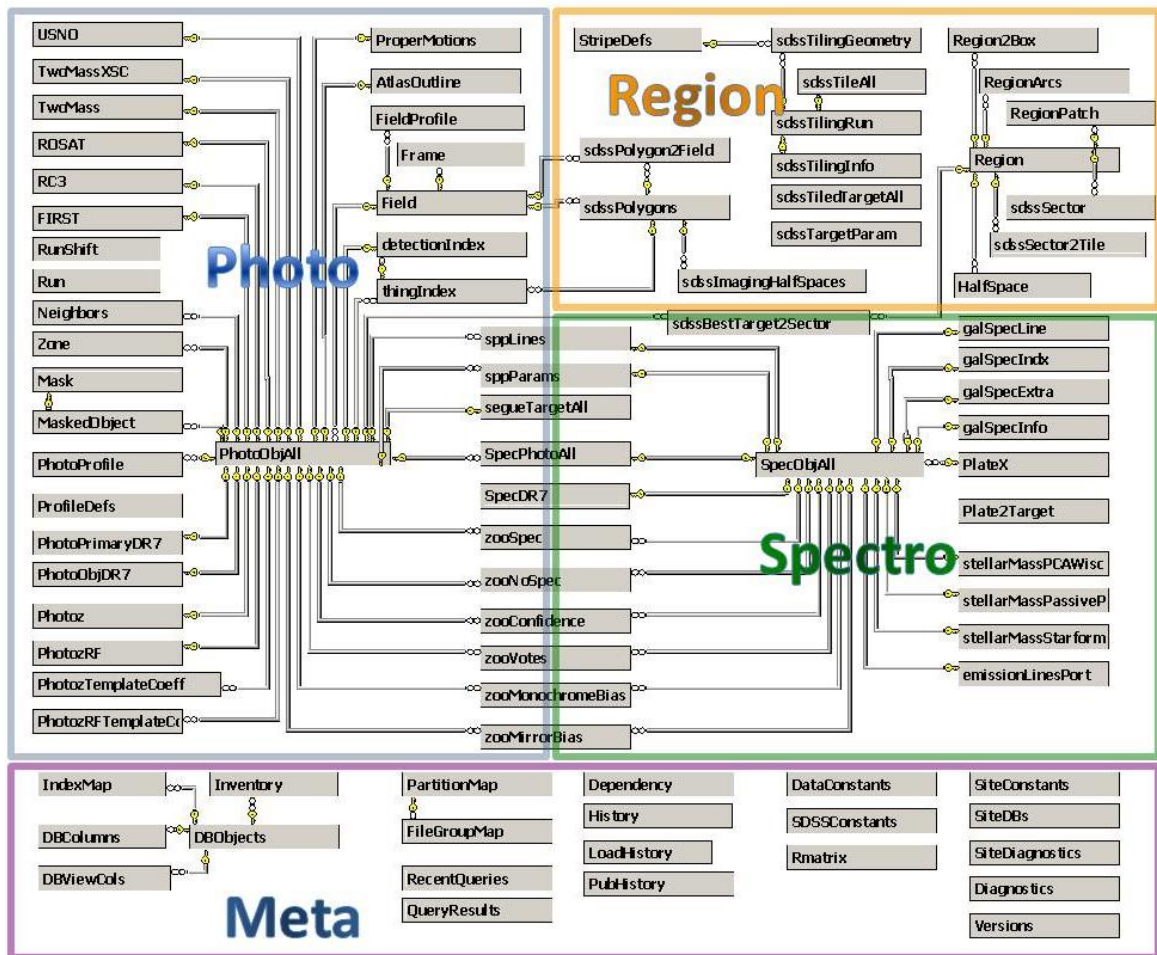 USNO
TwoMassXSC
TwoMass
ROSAT
RC3
FIRST
RunShift
Run
Neighbors
Zone
Mask
MaskedObject
PhotoProfile
ProfileDefs
PhotoPrimaryDR7
PhotoObjDR7
Photoz
PhotozRF
PhotozTemplateCoeff
PhotozRFTemplateCo
ProperMotions
AtlasOutline
FieldProfile
Frame
Field
detectionIndex
thingIndex
Photo
PhotoObjAll
sppLines
sppParams
segueTargetAll
SpecPhotoAll
SpecDR7
zooSpec
zooNoSpec
zooConfidence
zooVotes
zooMonochromeBias
zooMirrorBias
StripeDefs
Region
sdssPolygon2Field
sdssPolygons
sdssImagingHalfSpaces
sdssTilingGeometry
sdssTileAll
sdssTilingRun
sdssTilingInfo
sdssTiledTargetAll
sdssTargetParam
Region2Box
RegionArcs
RegionPatch
Region
sdssSector
sdssSector2Tile
HalfSpace
sdssBestTarget2Sector
SpecObjAll
Spectro
galSpecLine
galSpecIndx
galSpecExtra
galSpecInfo
PlateX
Plate2Target
stellarMassPCAWisc
stellarMassPassiveP
stellarMassStarform
emissionLinesPort
IndexMap
Inventory
DBColumns
DBObjects
DBViewCols
Meta
PartitionMap
FileGroupMap
RecentQueries
QueryResults
Dependency
History
LoadHistory
PubHistory
DataConstants
SDSSConstants
Rmatrix
SiteConstants
SiteDBs
SiteDiagnostics
Diagnostics
Versions